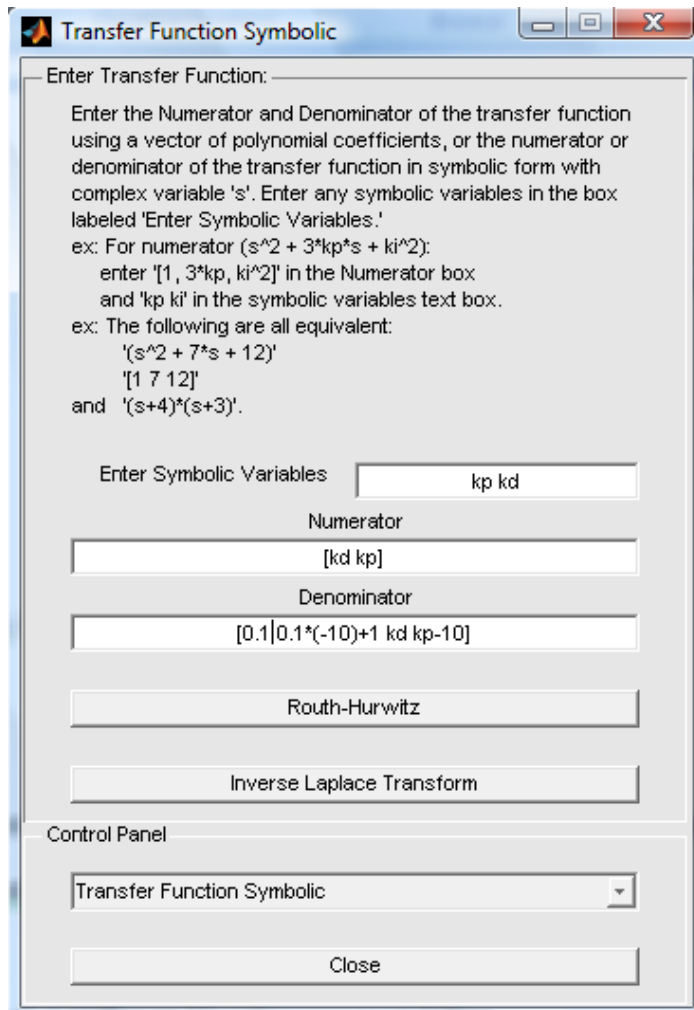 Transfer Function Symbolic
Enter Transfer Function:
Enter the Numerator and Denominator of the transfer function
using a vector of polynomial coefficients, or the numerator or
denominator of the transfer function in symbolic form with
complex variable 's'. Enter any symbolic variables in the box
labeled 'Enter Symbolic Variables.'
ex: For numerator (s^2 + 3*kp*s + ki^2):
enter '[1, 3*kp, ki^2]' in the Numerator box
and 'kp ki' in the symbolic variables text box.
ex: The following are all equivalent:
'(s^2 + 7*s + 12)'
'[1 7 12]'
and '(s+4)*(s+3)'.
Enter Symbolic Variables
kp kd
Numerator
[kd kp]
Denominator
[0.1 0.1*(-10)+1 kd kp-10]
Routh-Hurwitz
Inverse Laplace Transform
Control Panel
Transfer Function Symbolic
Close